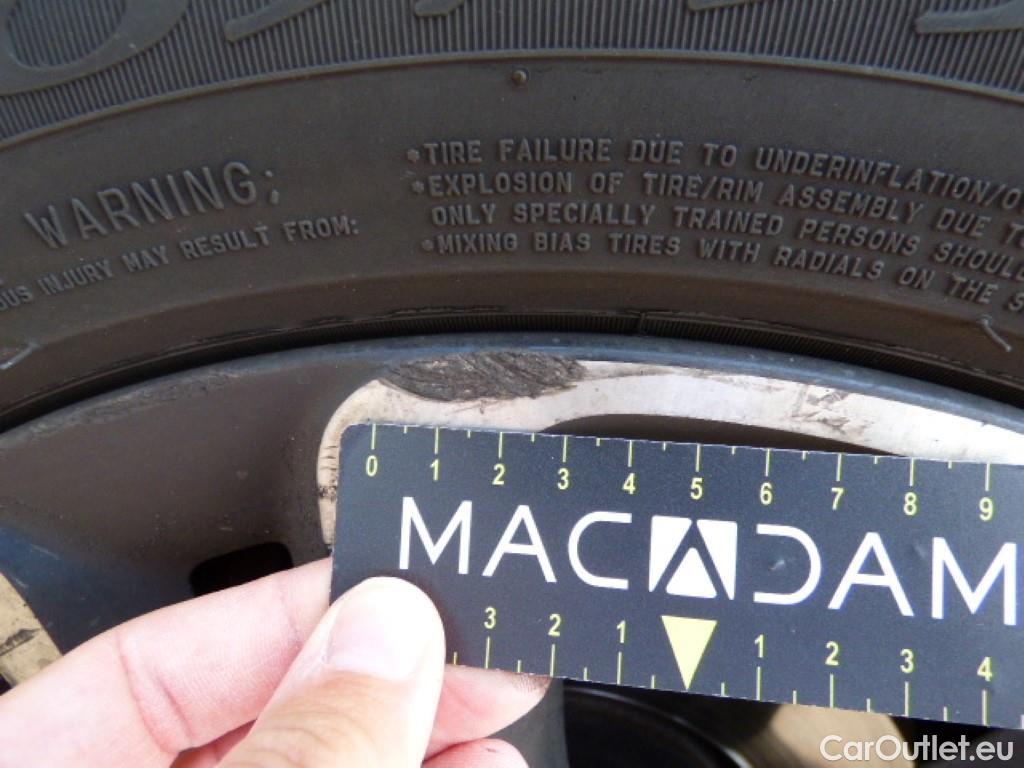 WARNING:
INJURY MAY RESULT FROM:
*TIRE FAILURE DUE TO UNDERINFLATION/
*EXPLOSION OF TIRE/RIM ASSEMBLY DUE TO
ONLY SPECIALLY TRAINED PERSONS SHOULD
*MIXING BIAS TIRES WITH RADIALS ON THE
0 1 2 3 4 5 6 7 8 9
MACADAM
3 2 1 1 2 3 4
CarOutlet.eu